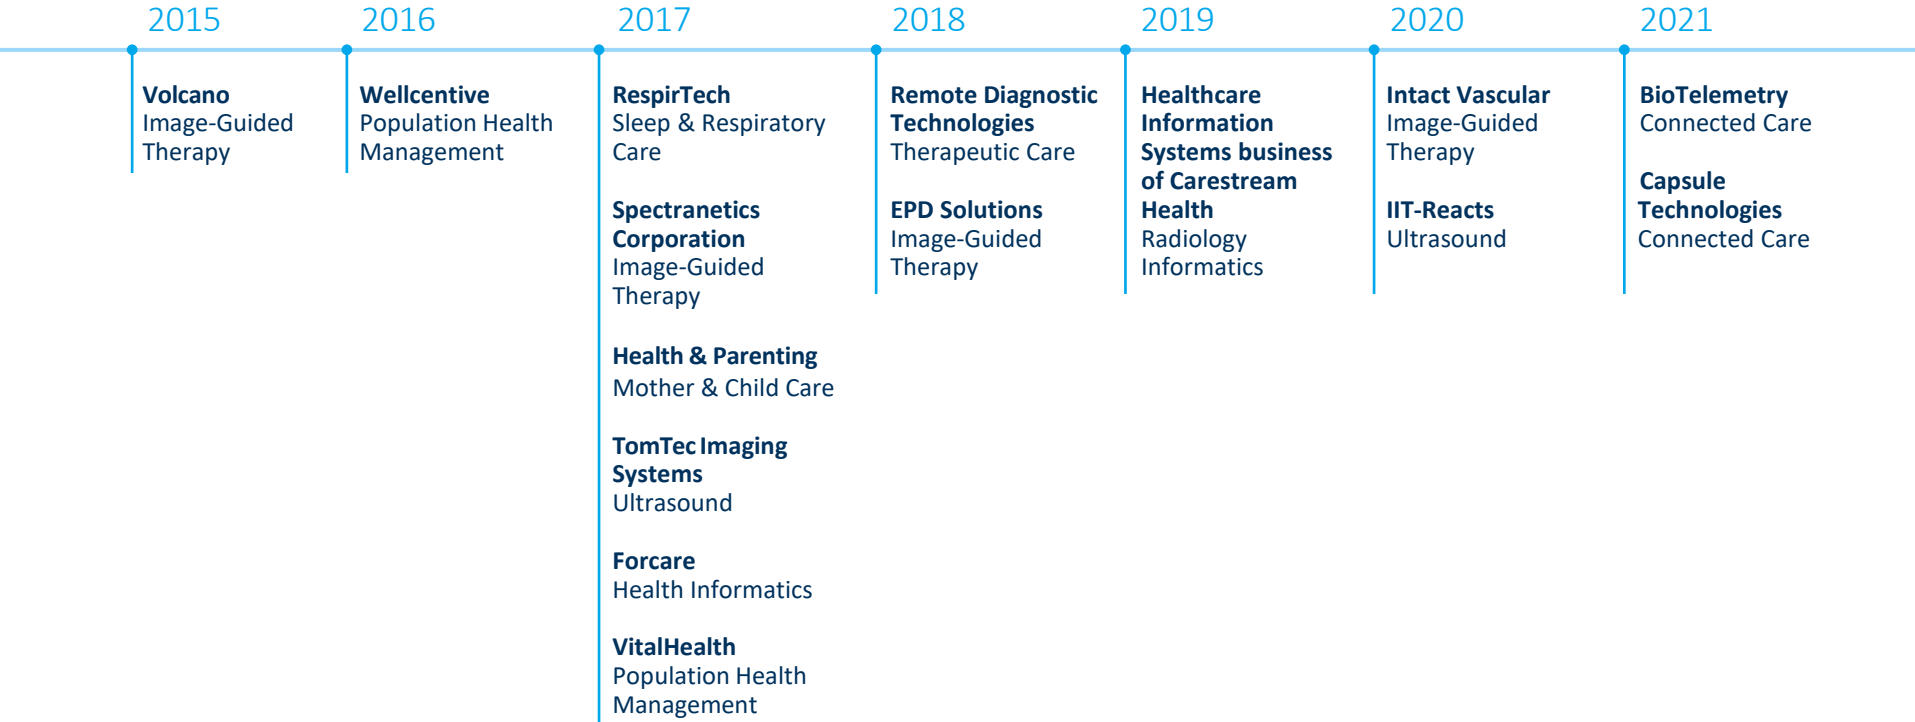 2015
Volcano
Image-Guided
Therapy
2016
Wellcentive
Population Health
Management
2017
RespirTech
Sleep & Respiratory
Care
Spectranetics
Corporation
Image-Guided
Therapy
Health & Parenting
Mother & Child Care
TomTec Imaging
Systems
Ultrasound
Forcare
Health Informatics
VitalHealth
Population Health
Management
2018
Remote Diagnostic
Technologies
Therapeutic Care
EPD Solutions
Image-Guided
Therapy
2019
Healthcare
Information
Systems business
of Carestream
Health
Radiology
Informatics
2020
Intact Vascular
Image-Guided
Therapy
IIT-Reacts
Ultrasound
2021
BioTelemetry
Connected Care
Capsule
Technologies
Connected Care